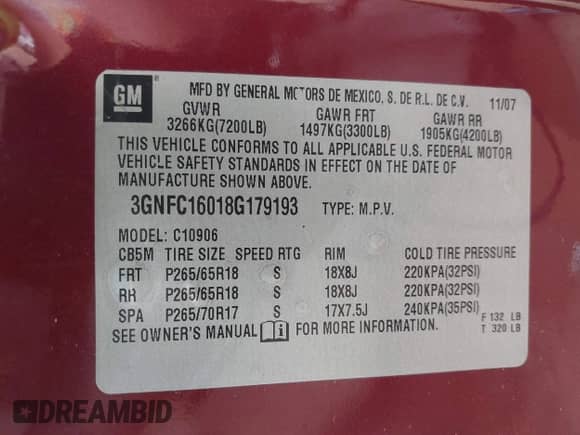 GM
MFD BY GENERAL MOTORS DE MEXICO, S. DE R.L. DE C.V. 11/07
GVWR GAWR FRT GAWR RR
3266KG(7200LB) 1497KG(3300LB) 1905KG(4200LB)
THIS VEHICLE CONFORMS TO ALL APPLICABLE U.S. FEDERAL MOTOR
VEHICLE SAFETY STANDARDS IN EFFECT ON THE DATE OF
MANUFACTURE SHOWN ABOVE.
3GNFC16018G179193 TYPE: M.P.V.
MODEL: C10906
CB5M TIRE SIZE SPEED RTG RIM COLD TIRE PRESSURE
FRT P265/65R18 S 18X8J 220KPA(32PSI)
RR P265/65R18 S 18X8J 220KPA(32PSI)
SPA P265/70R17 S 17X7.5J 240KPA(35PSI)
F 132 LB
SEE OWNER'S MANUAL FOR MORE INFORMATION. T 320 LB
DREAMBID